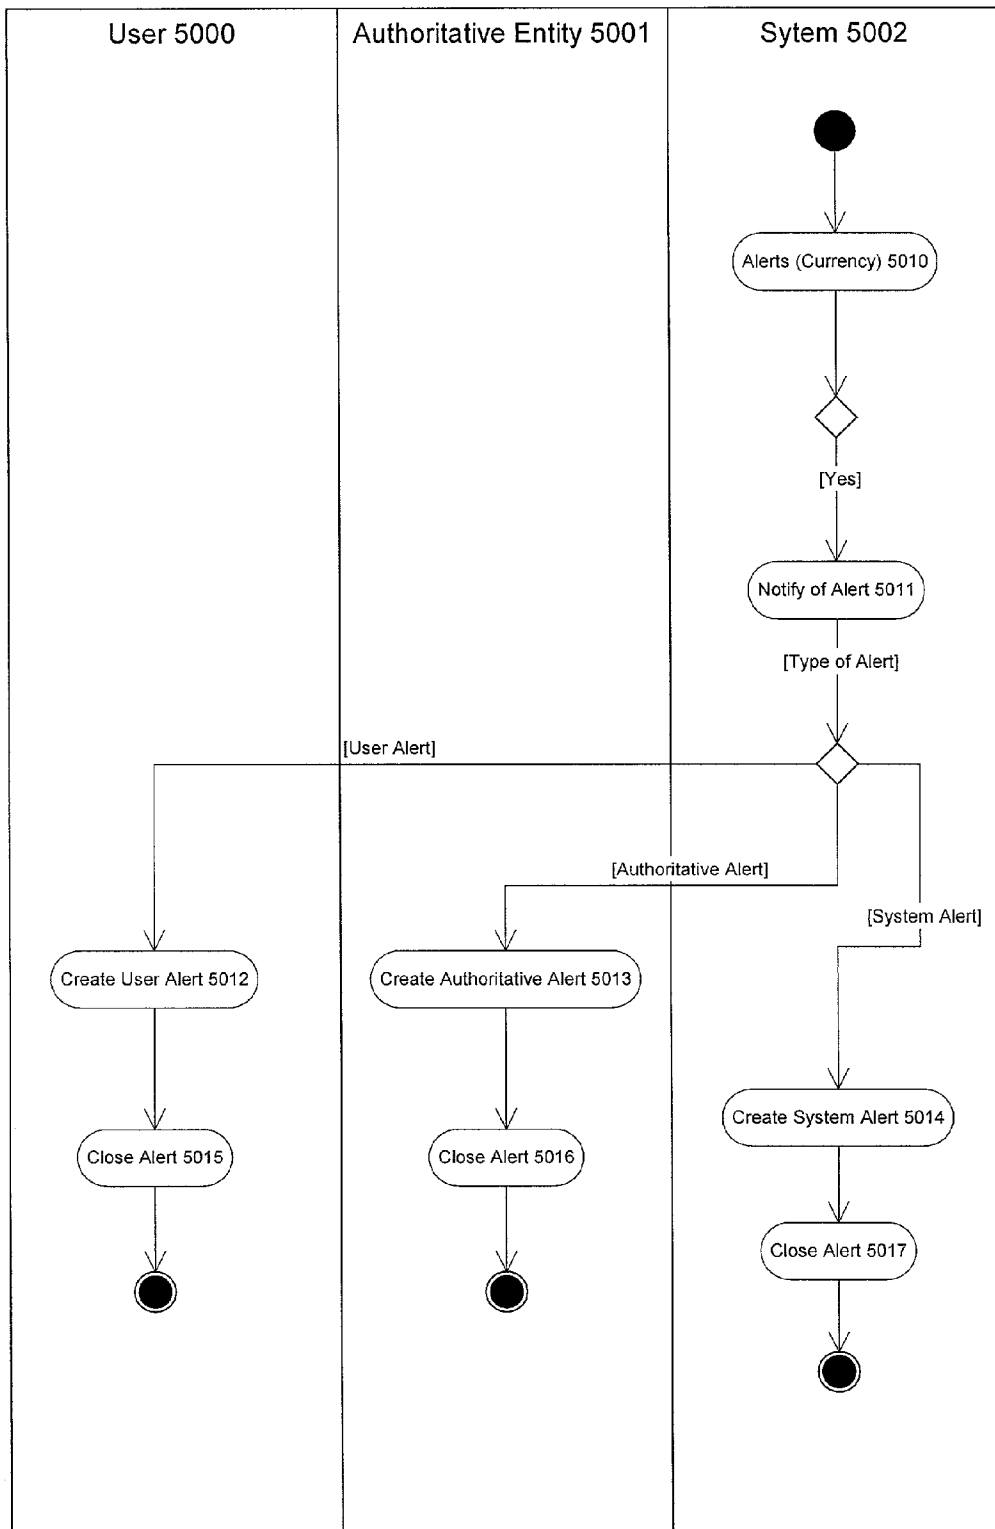 User 5000
Authoritative Entity 5001
Sytem 5002
Alerts (Currency) 5010
[Yes]
Notify of Alert 5011
[Type of Alert]
[User Alert]
[Authoritative Alert]
[System Alert]
Create User Alert 5012
Create Authoritative Alert 5013
Create System Alert 5014
Close Alert 5015
Close Alert 5016
Close Alert 5017